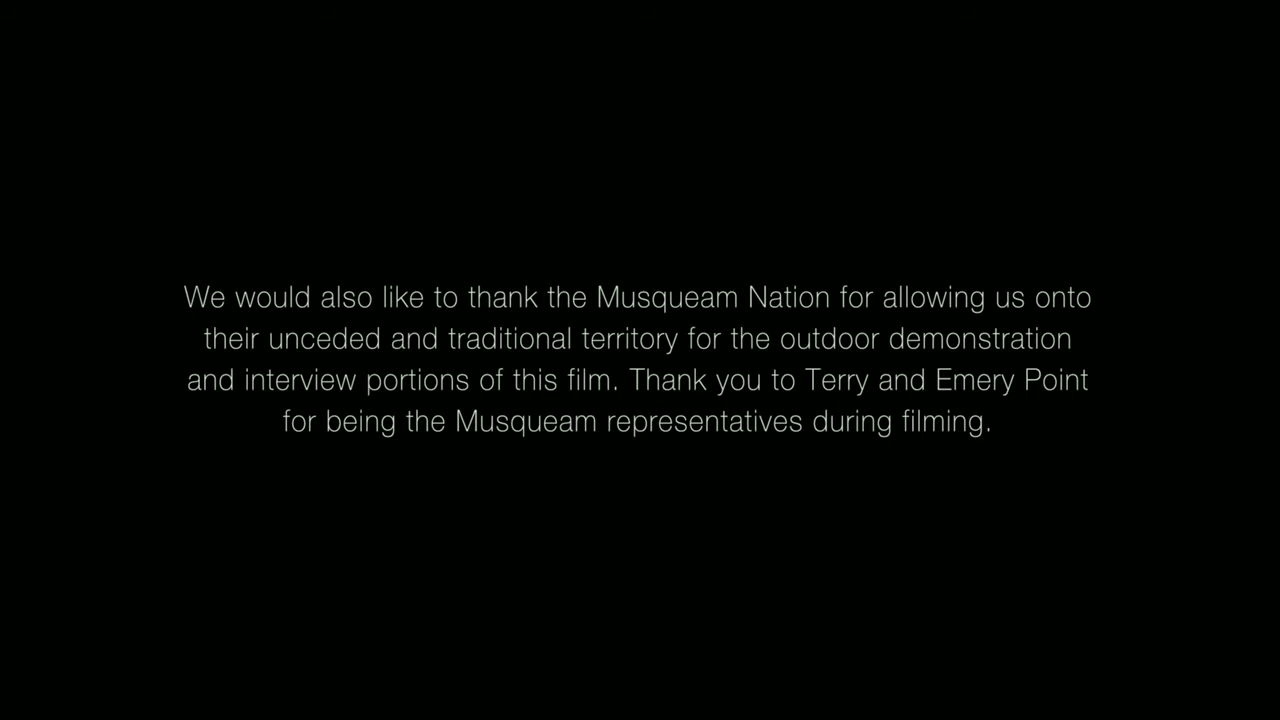 We would also like to thank the Musqueam Nation for allowing us onto
their unceded and traditional territory for the outdoor demonstration
and interview portions of this film. Thank you to Terry and Emery Point
for being the Musqueam representatives during filming.